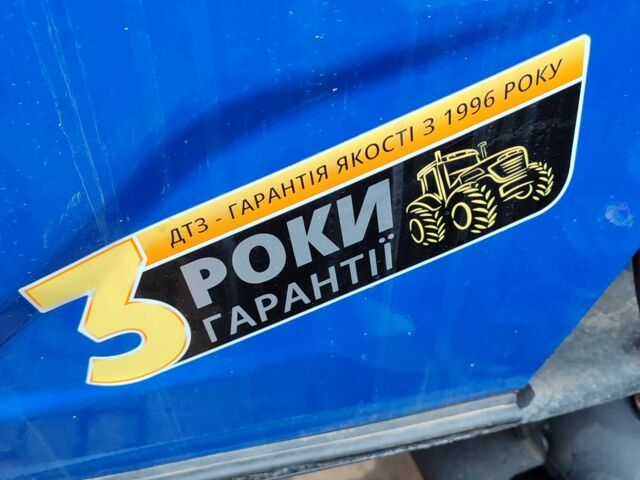 ДТЗ - ГАРАНТІЯ ЯКОСТІ З 1996 РОКУ
3 РОКИ
ГАРАНТІЇ